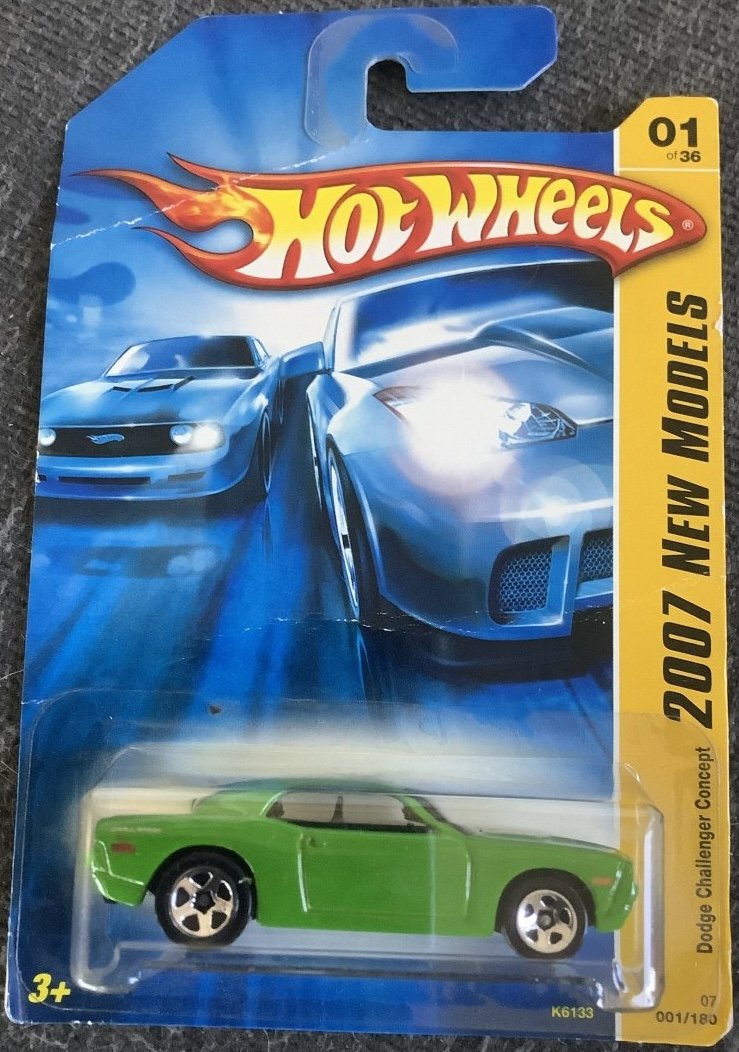 01
of 36
HOT WHEELS®
2007 NEW MODELS
Dodge Challenger Concept
3+
K6133
07
001/180